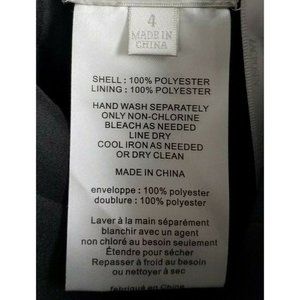 4
MADE IN
CHINA
SHELL : 100% POLYESTER
LINING : 100% POLYESTER
HAND WASH SEPARATELY
ONLY NON-CHLORINE
BLEACH AS NEEDED
LINE DRY
COOL IRON AS NEEDED
OR DRY CLEAN
MADE IN CHINA
enveloppe : 100% polyester
doublure : 100% polyester
Laver à la main séparément
blanchir avec un agent
non chloré au besoin seulement
Étendre pour sécher
Repasser à froid au besoin
ou nettoyer à sec
fabriqué en Chine